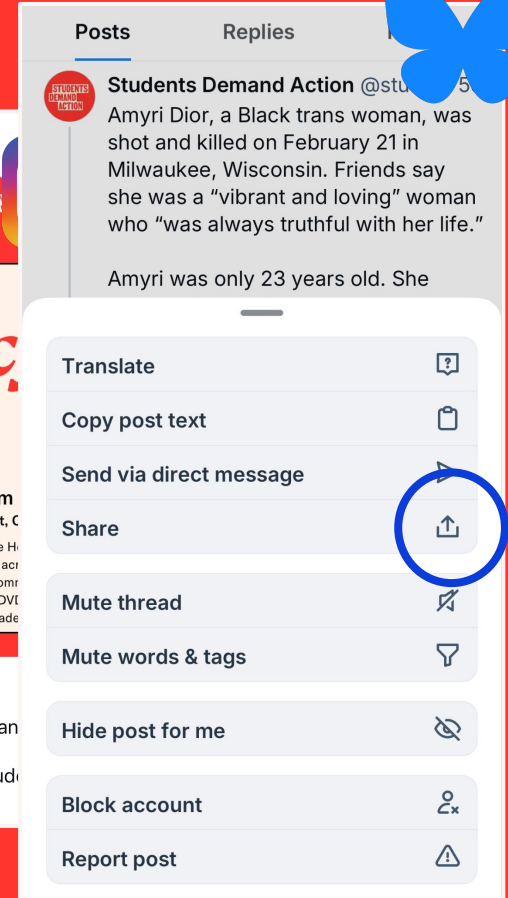 Posts
Replies
Students Demand Action @stu
5
STUDENTS
DEMAND
ACTION
Amyri Dior, a Black trans woman, was
shot and killed on February 21 in
Milwaukee, Wisconsin. Friends say
she was a “vibrant and loving” woman
who “was always truthful with her life.”
Amyri was only 23 years old. She
Translate
Copy post text
Send via direct message
Share
Mute thread
Mute words & tags
Hide post for me
Block account
Report post